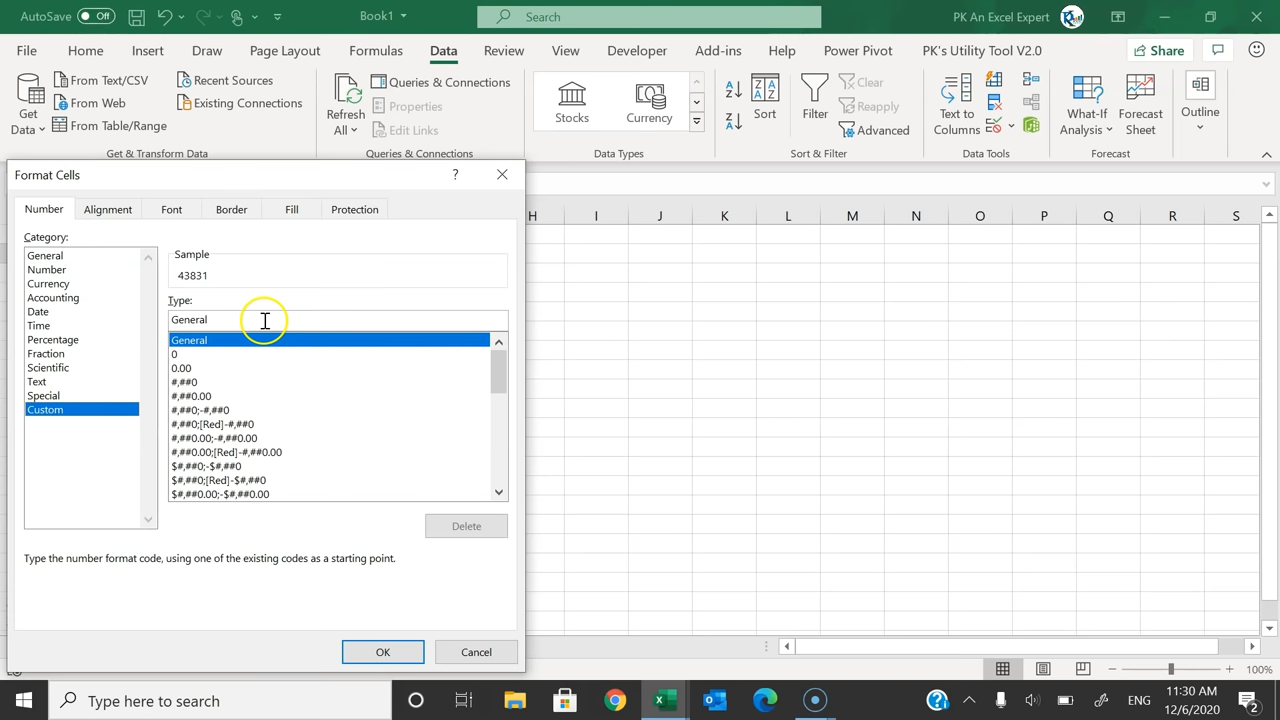 AutoSave Off Book1 Search PK An Excel Expert
File Home Insert Draw Page Layout Formulas Data Review View Developer Add-ins Help Power Pivot PK's Utility Tool V2.0 Share
Get Data
From Text/CSV
From Web
From Table/Range
Recent Sources
Existing Connections
Get & Transform Data
Refresh All
Queries & Connections
Properties
Edit Links
Queries & Connections
Stocks
Currency
Data Types
Sort
Filter
Clear
Reapply
Advanced
Sort & Filter
Text to Columns
Data Tools
What-If Analysis
Forecast Sheet
Forecast
Outline
Format Cells ?
Number Alignment Font Border Fill Protection
Category:
General
Number
Currency
Accounting
Date
Time
Percentage
Fraction
Scientific
Text
Special
Custom
Sample
43831
Type:
General
General
0
0.00
#,##0
#,##0.00
#,##0;-#,##0
#,##0;[Red]-#,##0
#,##0.00;-#,##0.00
#,##0.00;[Red]-#,##0.00
$#,##0;-$#,##0
$#,##0;[Red]-$#,##0
$#,##0.00;-$#,##0.00
Delete
Type the number format code, using one of the existing codes as a starting point.
OK Cancel
H I J K L M N O P Q R S
100%
Type here to search
ENG
11:30 AM
12/6/2020
2